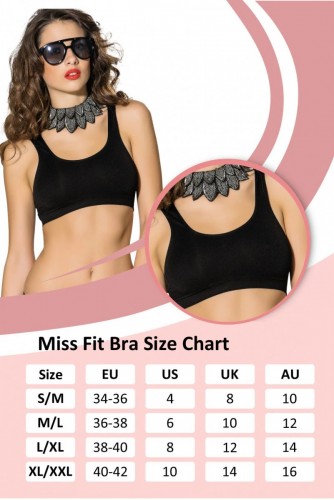 Miss Fit Bra Size Chart
Size EU US UK AU
S/M 34-36 4 8 10
M/L 36-38 6 10 12
L/XL 38-40 8 12 14
XL/XXL 40-42 10 14 16